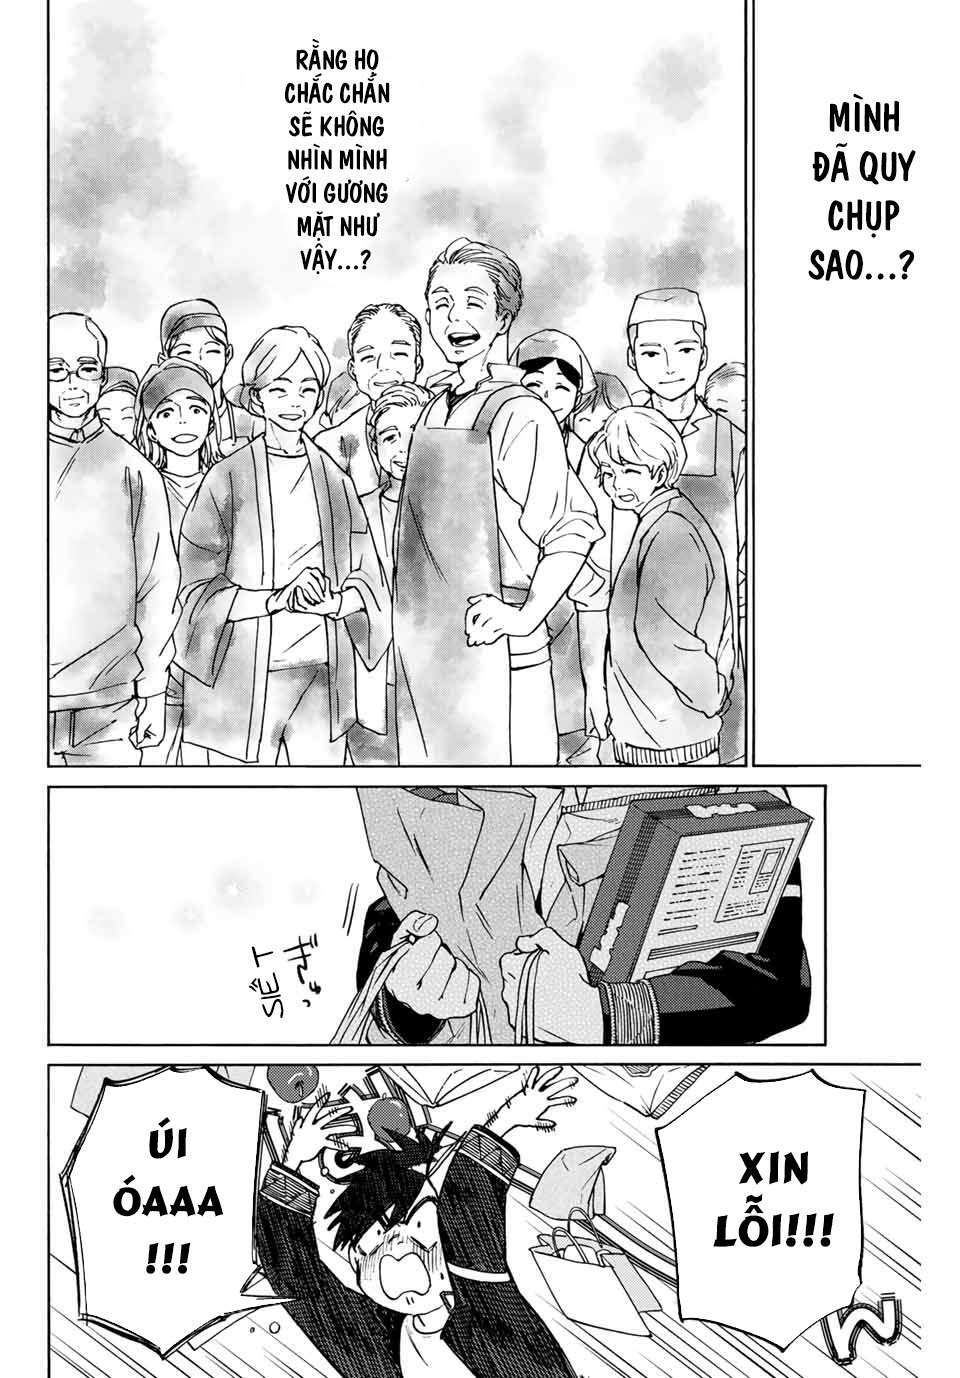 MÌNH
ĐÃ QUY
CHỤP
SAO...?
RẰNG HỌ
CHẮC CHẮN
SẼ KHÔNG
NHÌN MÌNH
VỚI GƯƠNG
MẶT NHƯ
VẬY...?
SIẾT
XIN
LỖI!!!
ÚI
ÓAAA
!!!